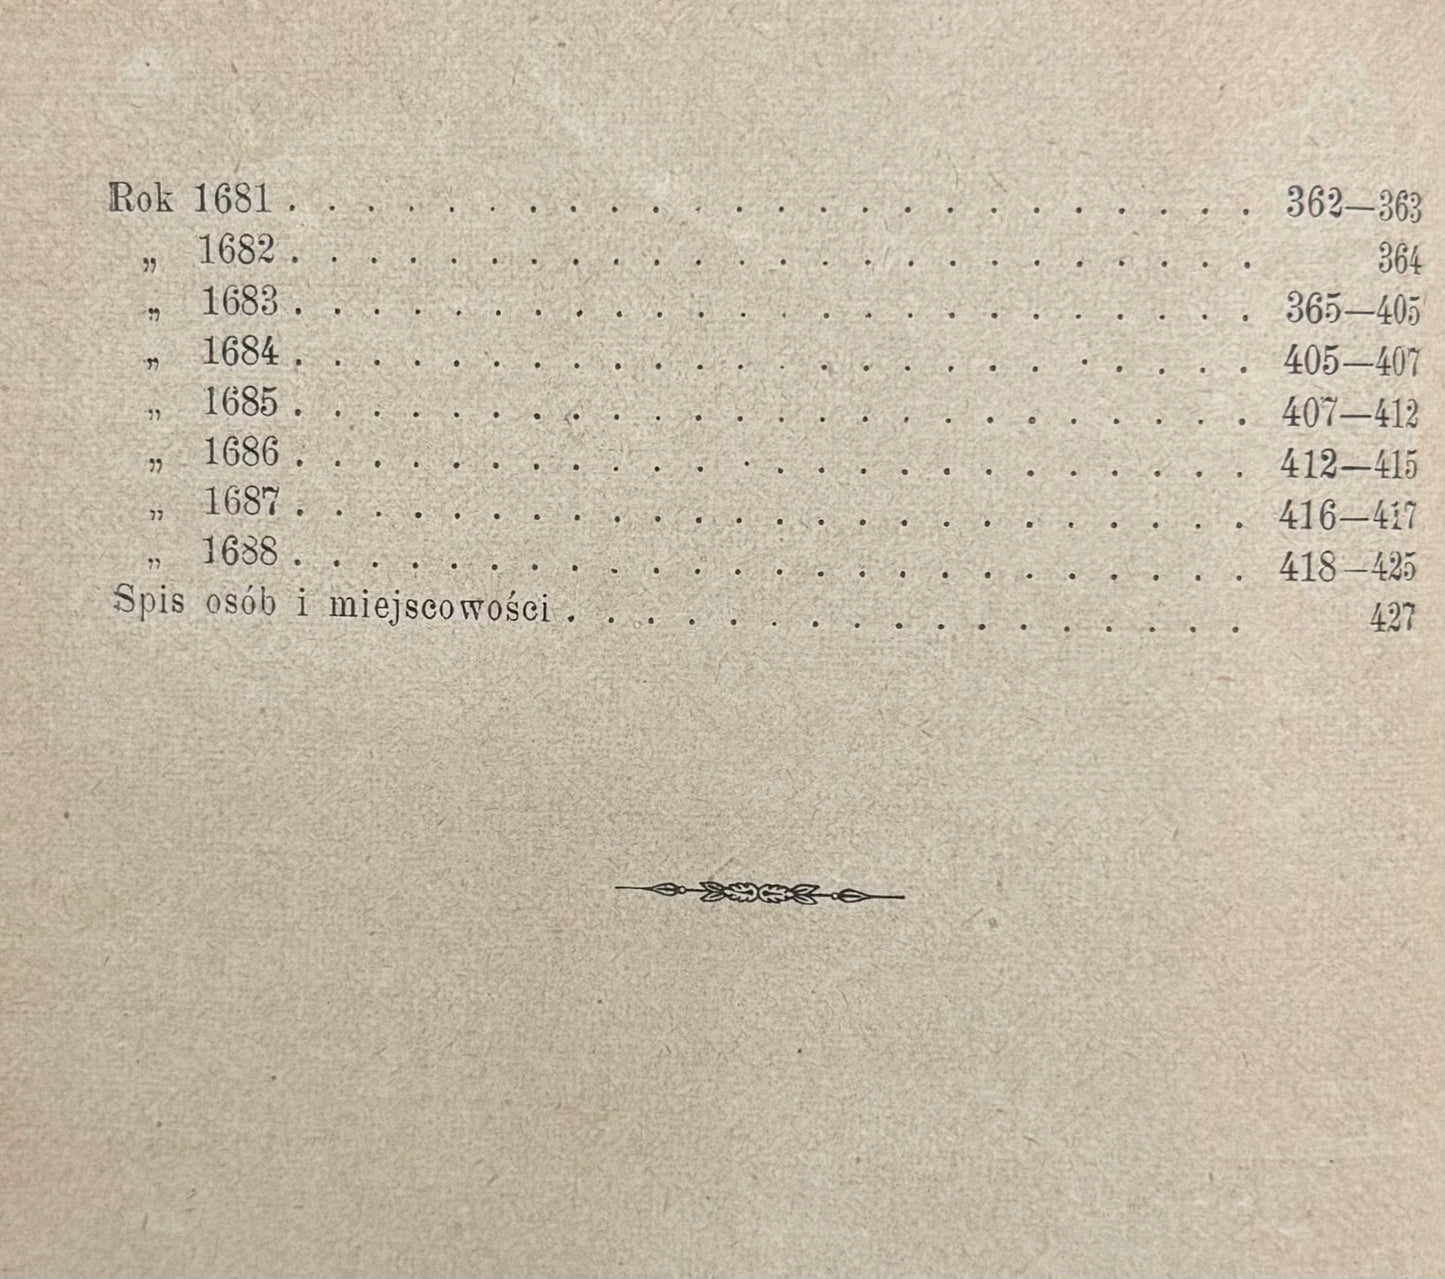 Rok 1681 . . . . . . . . . . . . . . . . . . . . . . . . 362—363
„ 1682 . . . . . . . . . . . . . . . . . . . . . . . . 364
„ 1683 . . . . . . . . . . . . . . . . . . . . . . . . 365—405
„ 1684 . . . . . . . . . . . . . . . . . . . . . . . . 405—407
„ 1685 . . . . . . . . . . . . . . . . . . . . . . . . 407—412
„ 1686 . . . . . . . . . . . . . . . . . . . . . . . . 412—415
„ 1687 . . . . . . . . . . . . . . . . . . . . . . . . 416—417
„ 1688 . . . . . . . . . . . . . . . . . . . . . . . . 418—425
Spis osób i miejscowości . . . . . . . . . . . . . . . . . 427